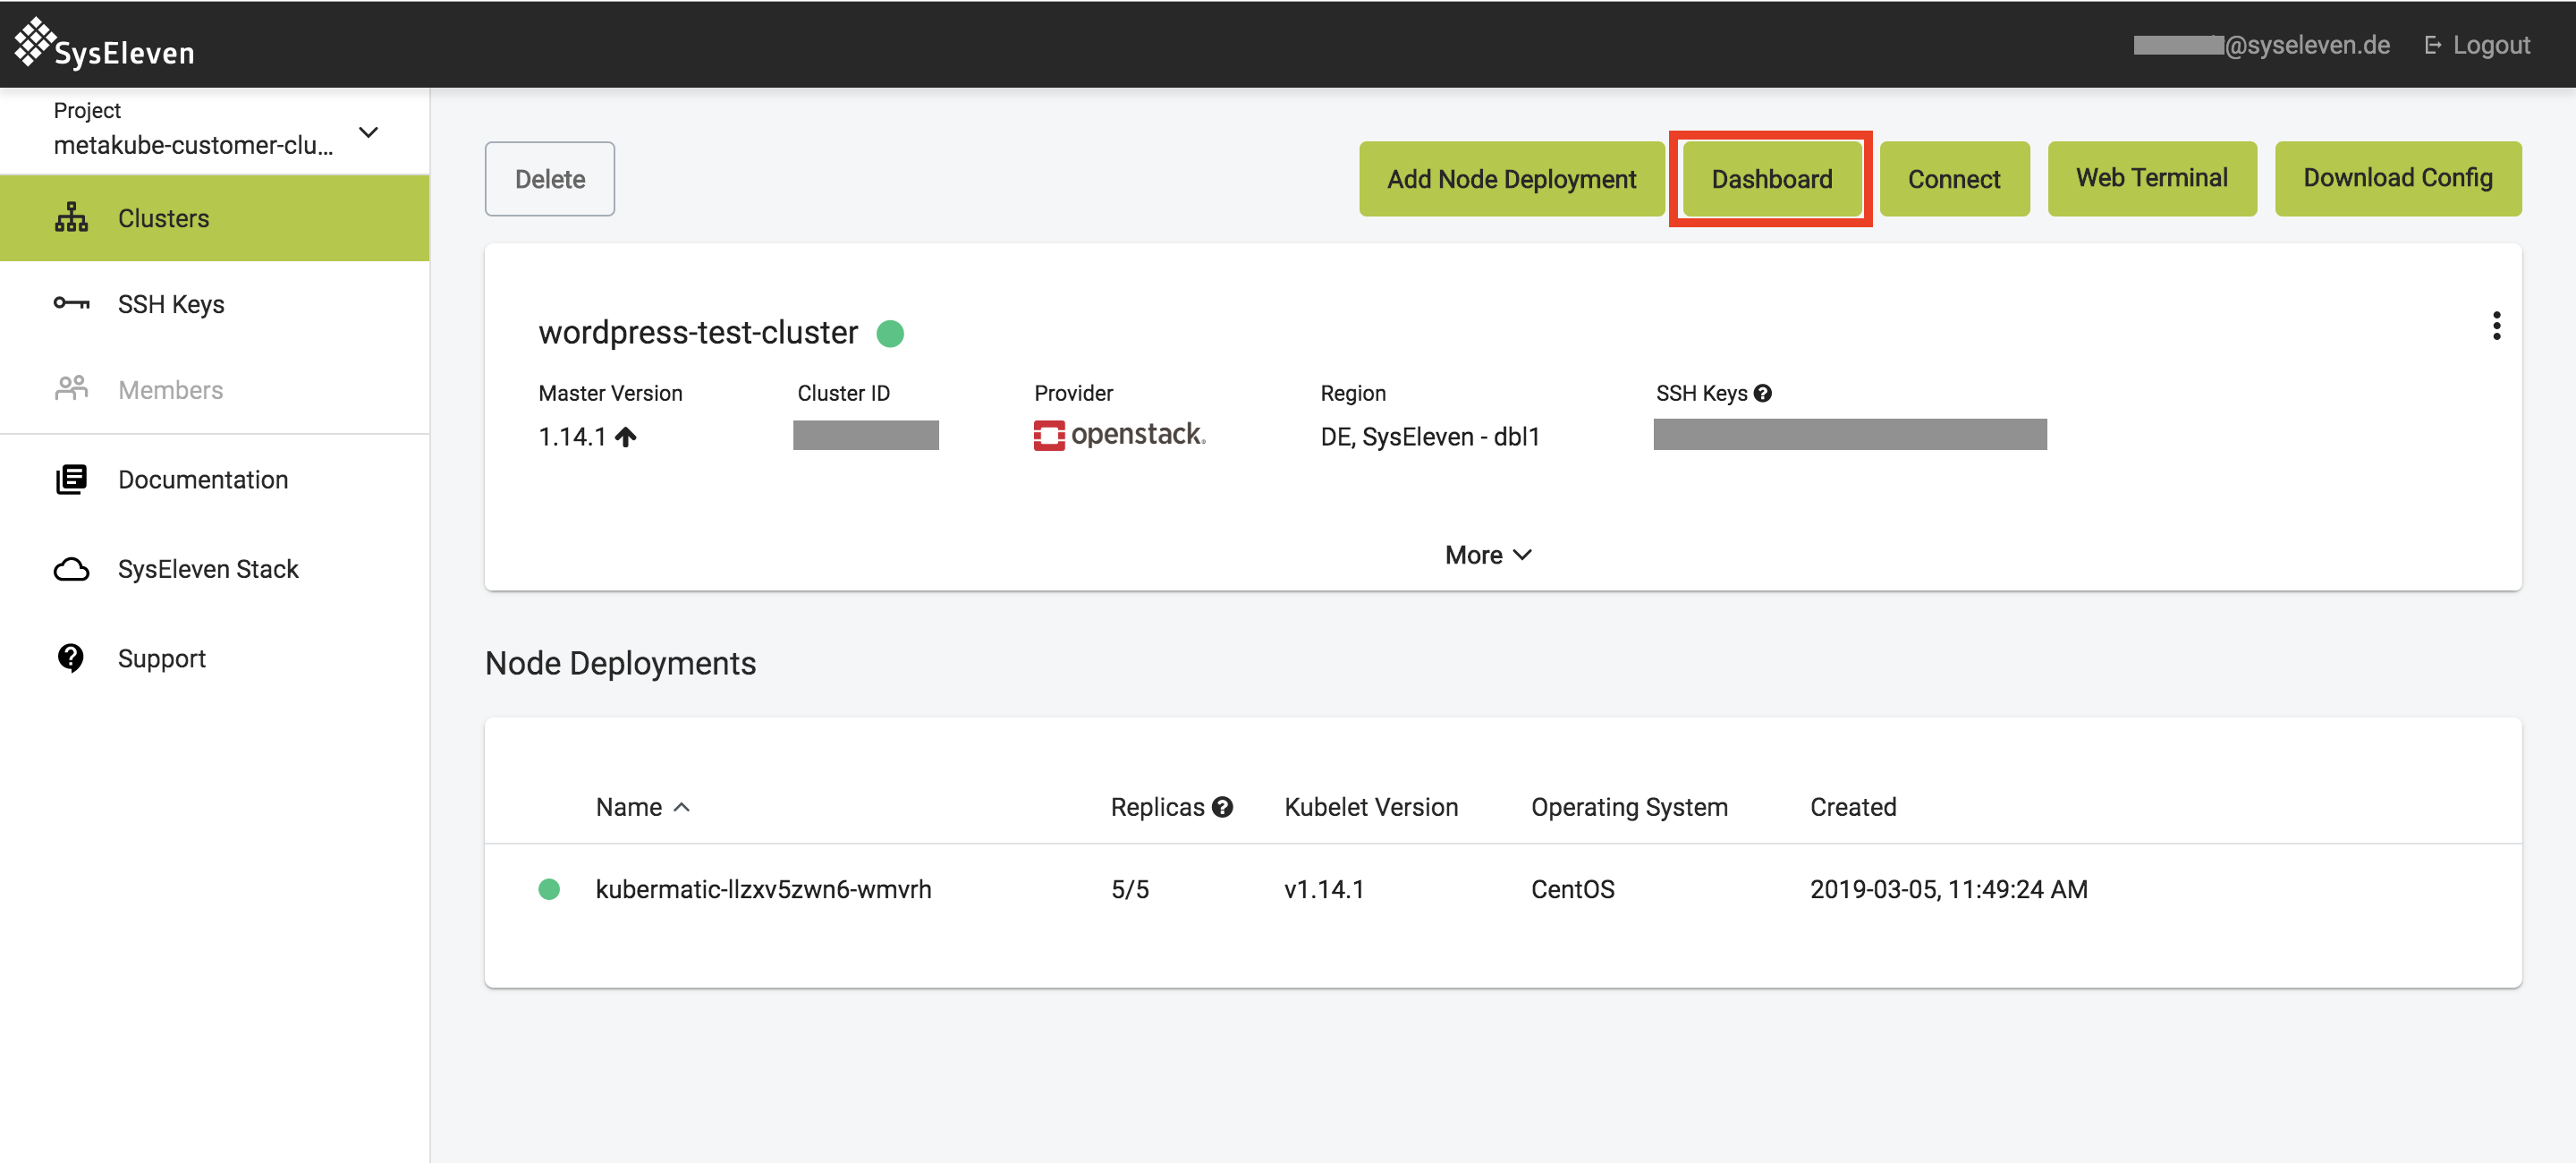 SysEleven
@syseleven.de
Logout
Project
metakube-customer-clu...
Clusters
SSH Keys
Members
Documentation
SysEleven Stack
Support
Delete
Add Node Deployment
Dashboard
Connect
Web Terminal
Download Config
wordpress-test-cluster
Master Version
1.14.1
Cluster ID
Provider
openstack.
Region
DE, SysEleven - dbl1
SSH Keys
More
Node Deployments
Name
Replicas
Kubelet Version
Operating System
Created
kubermatic-llzxv5zwn6-wmvrh
5/5
v1.14.1
CentOS
2019-03-05, 11:49:24 AM